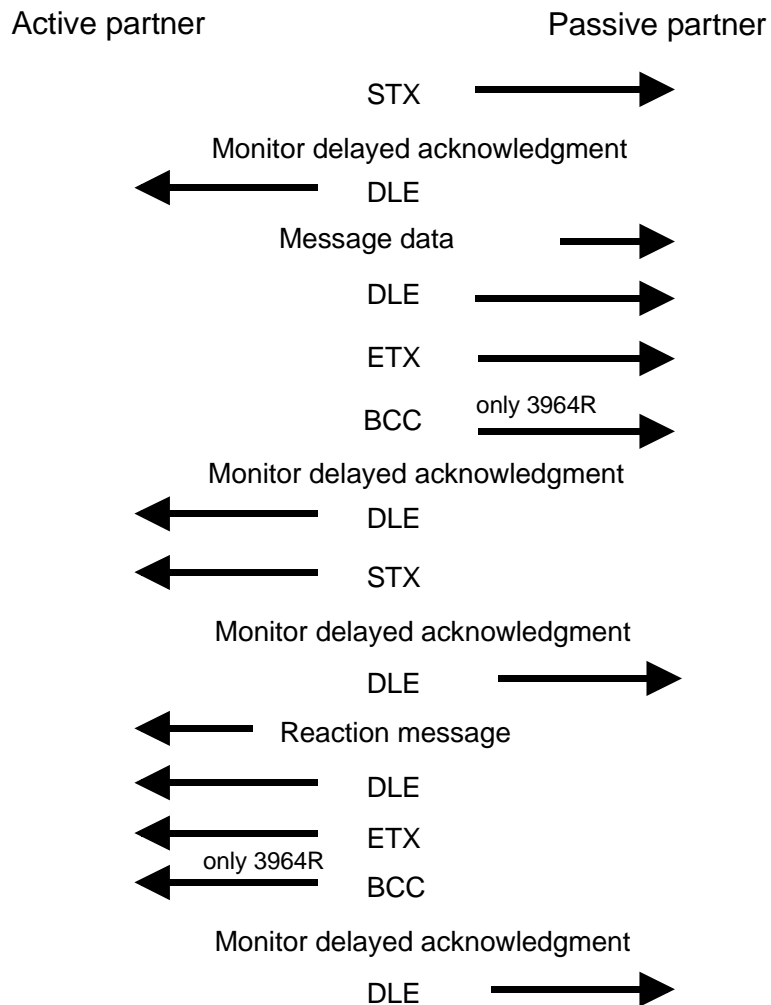 Active partner Passive partner
STX
Monitor delayed acknowledgment
DLE
Message data
DLE
ETX
BCC only 3964R
Monitor delayed acknowledgment
DLE
STX
Monitor delayed acknowledgment
DLE
Reaction message
DLE
ETX
only 3964R
BCC
Monitor delayed acknowledgment
DLE